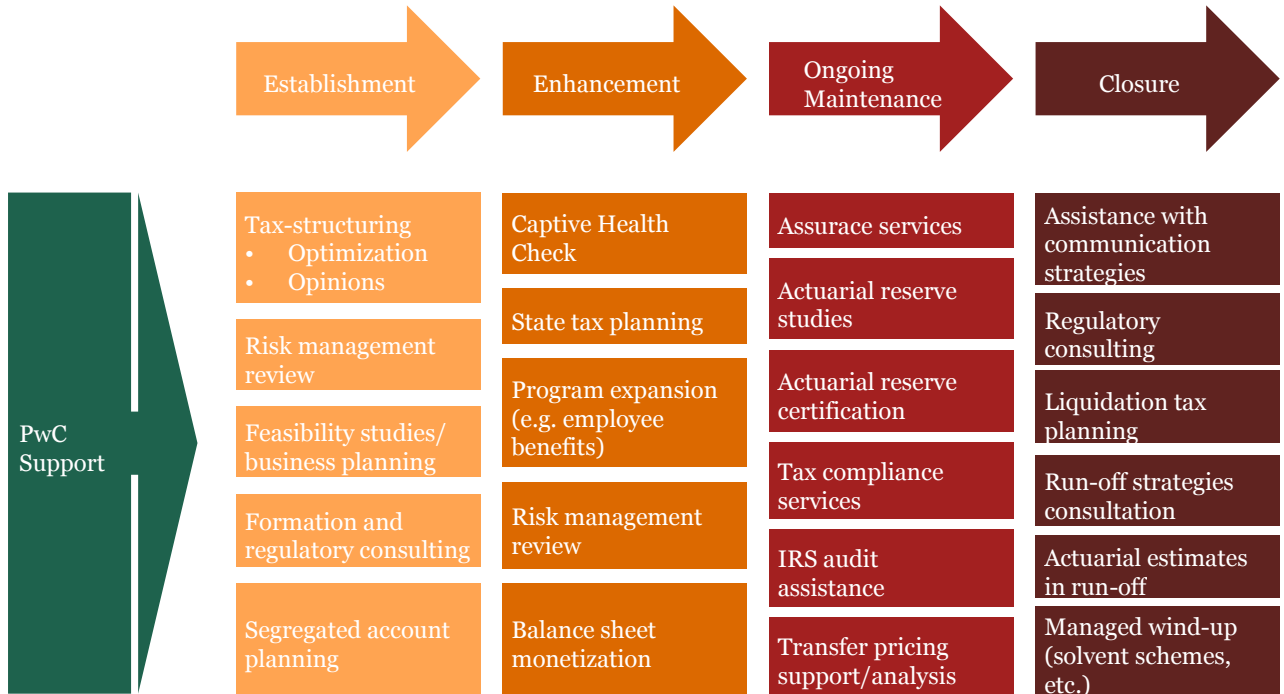 Establishment
Enhancement
Ongoing
Maintenance
Closure
PwC
Support
Tax-structuring
• Optimization
• Opinions
Risk management
review
Feasibility studies/
business planning
Formation and
regulatory consulting
Segregated account
planning
Captive Health
Check
State tax planning
Program expansion
(e.g. employee
benefits)
Risk management
review
Balance sheet
monetization
Assurace services
Actuarial reserve
studies
Actuarial reserve
certification
Tax compliance
services
IRS audit
assistance
Transfer pricing
support/analysis
Assistance with
communication
strategies
Regulatory
consulting
Liquidation tax
planning
Run-off strategies
consultation
Actuarial estimates
in run-off
Managed wind-up
(solvent schemes,
etc.)